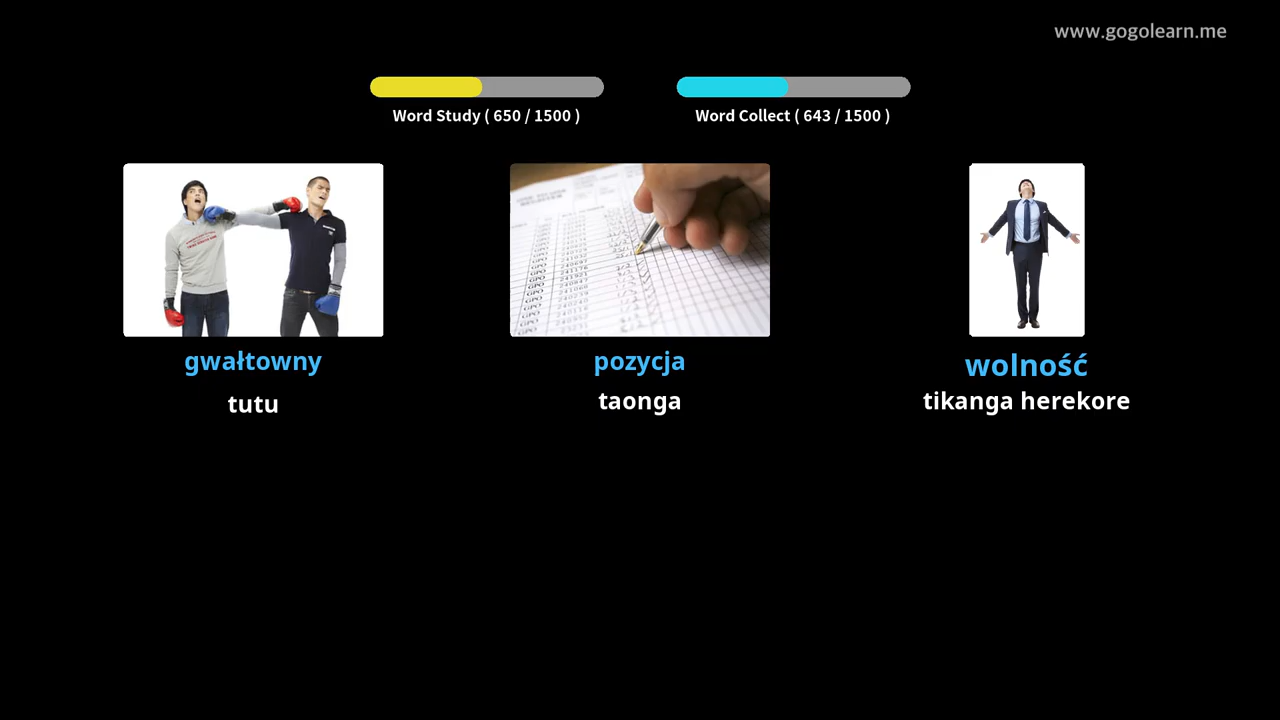 www.gogolearn.me
Word Study ( 650 / 1500 )
Word Collect ( 643 / 1500 )
gwałtowny
pozycja
wolność
tutu
taonga
tikanga herekore